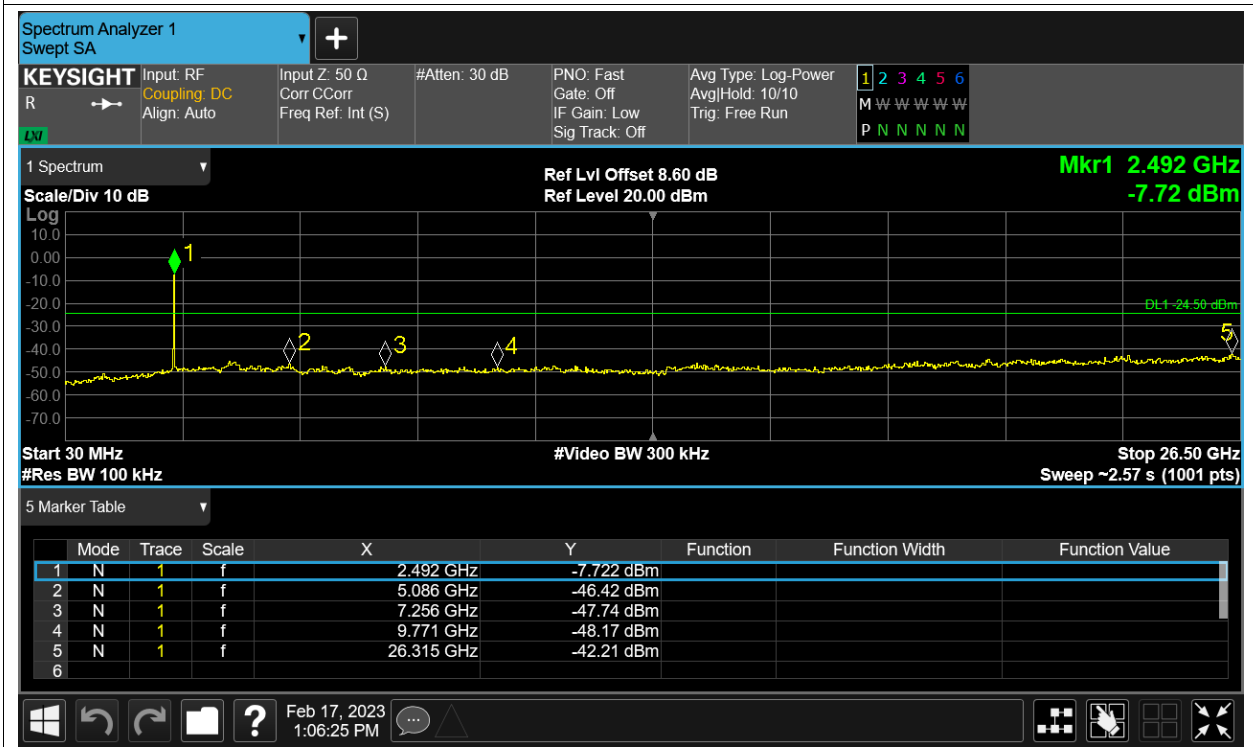 Spectrum Analyzer 1
Swept SA
KEYSIGHT
R
LXI
Input: RF
Coupling: DC
Align: Auto
Input Z: 50 Ω
Corr CCorr
Freq Ref: Int (S)
#Atten: 30 dB
PNO: Fast
Gate: Off
IF Gain: Low
Sig Track: Off
Avg Type: Log-Power
Avg|Hold: 10/10
Trig: Free Run
1 2 3 4 5 6
M W W W W W
P N N N N N
1 Spectrum
Scale/Div 10 dB
Ref Lvl Offset 8.60 dB
Ref Level 20.00 dBm
Mkr1 2.492 GHz
-7.72 dBm
Log
10.0
0.00
-10.0
-20.0
-30.0
-40.0
-50.0
-60.0
-70.0
1
2
3
4
5
DL1 -24.50 dBm
Start 30 MHz
#Video BW 300 kHz
Stop 26.50 GHz
#Res BW 100 kHz
Sweep ~2.57 s (1001 pts)
5 Marker Table
Mode Trace Scale X Y Function Function Width Function Value
1 N 1 f 2.492 GHz -7.722 dBm
2 N 1 f 5.086 GHz -46.42 dBm
3 N 1 f 7.256 GHz -47.74 dBm
4 N 1 f 9.771 GHz -48.17 dBm
5 N 1 f 26.315 GHz -42.21 dBm
6
?
Feb 17, 2023
1:06:25 PM